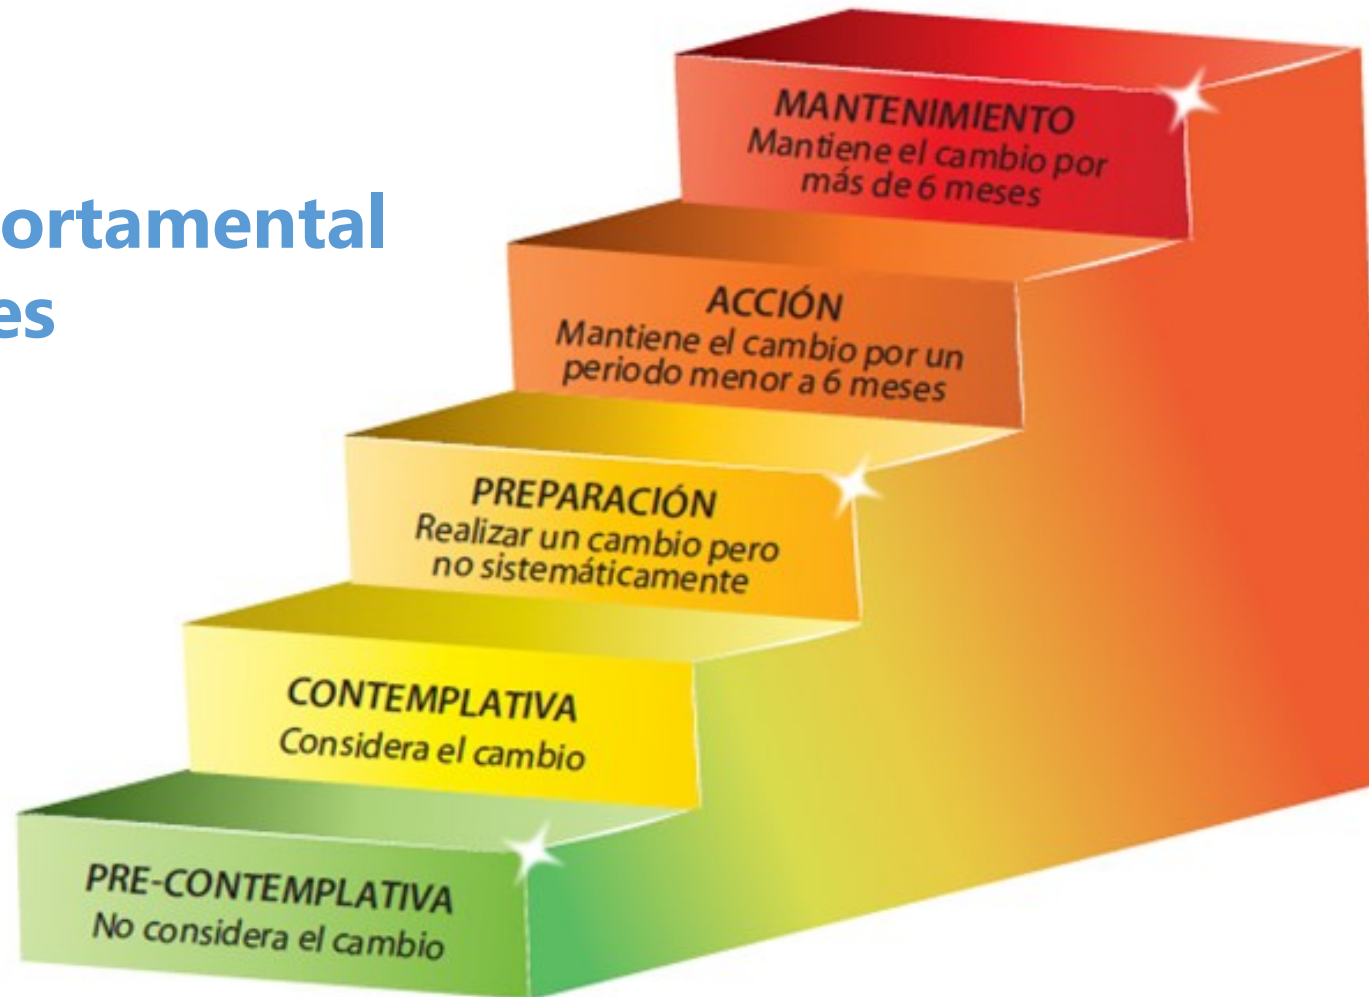 ortamental
es
MANTENIMIENTO
Mantiene el cambio por
más de 6 meses
ACCIÓN
Mantiene el cambio por un
periodo menor a 6 meses
PREPARACIÓN
Realizar un cambio pero
no sistemáticamente
CONTEMPLATIVA
Considera el cambio
PRE-CONTEMPLATIVA
No considera el cambio